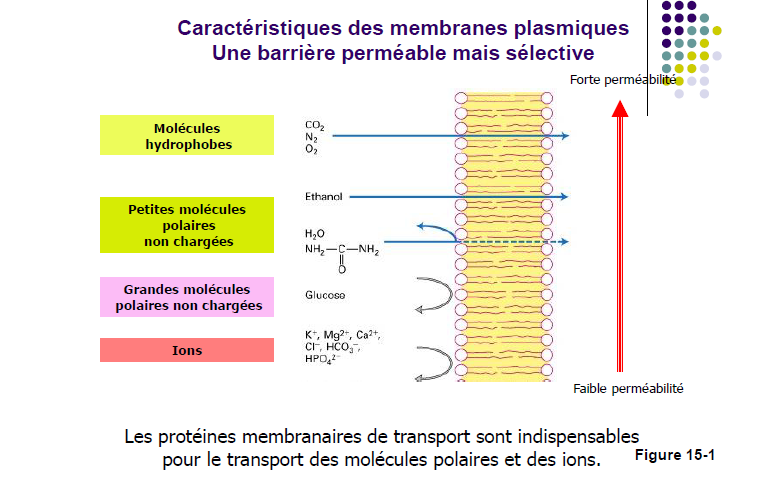 Caractéristiques des membranes plasmiques
Une barrière perméable mais sélective
Forte perméabilité
Molécules
hydrophobes
CO₂
N₂
O₂
Ethanol
Petites molécules
polaires
non chargées
H₂O
NH₂—C—NH₂
O
Grandes molécules
polaires non chargées
Glucose
Ions
K⁺, Mg²⁺, Ca²⁺,
Cl⁻, HCO₃⁻,
HPO₄²⁻
Faible perméabilité
Les protéines membranaires de transport sont indispensables
pour le transport des molécules polaires et des ions.
Figure 15-1